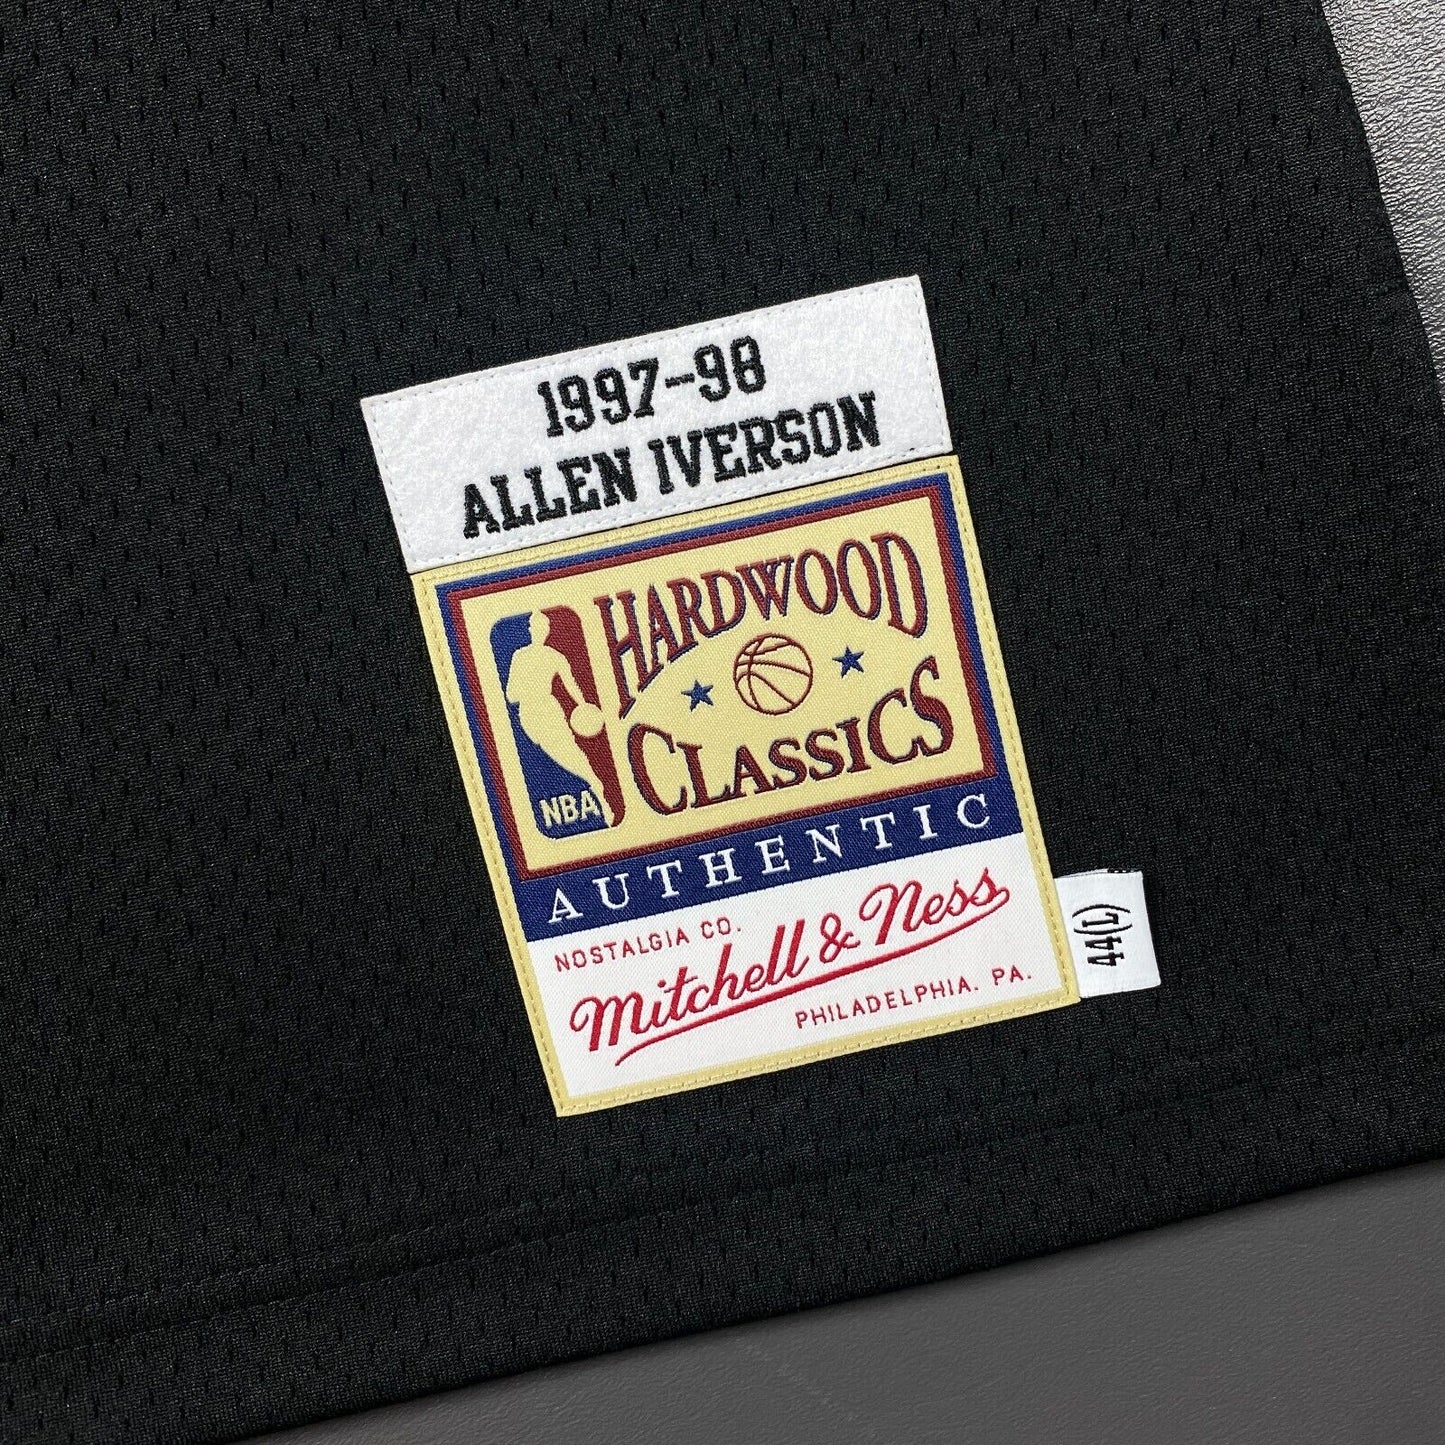 1997-98
ALLEN IVERSON
HARDWOOD
CLASSICS
NBA
AUTHENTIC
NOSTALGIA CO.
Mitchell & Ness
PHILADELPHIA, PA.
44(L)